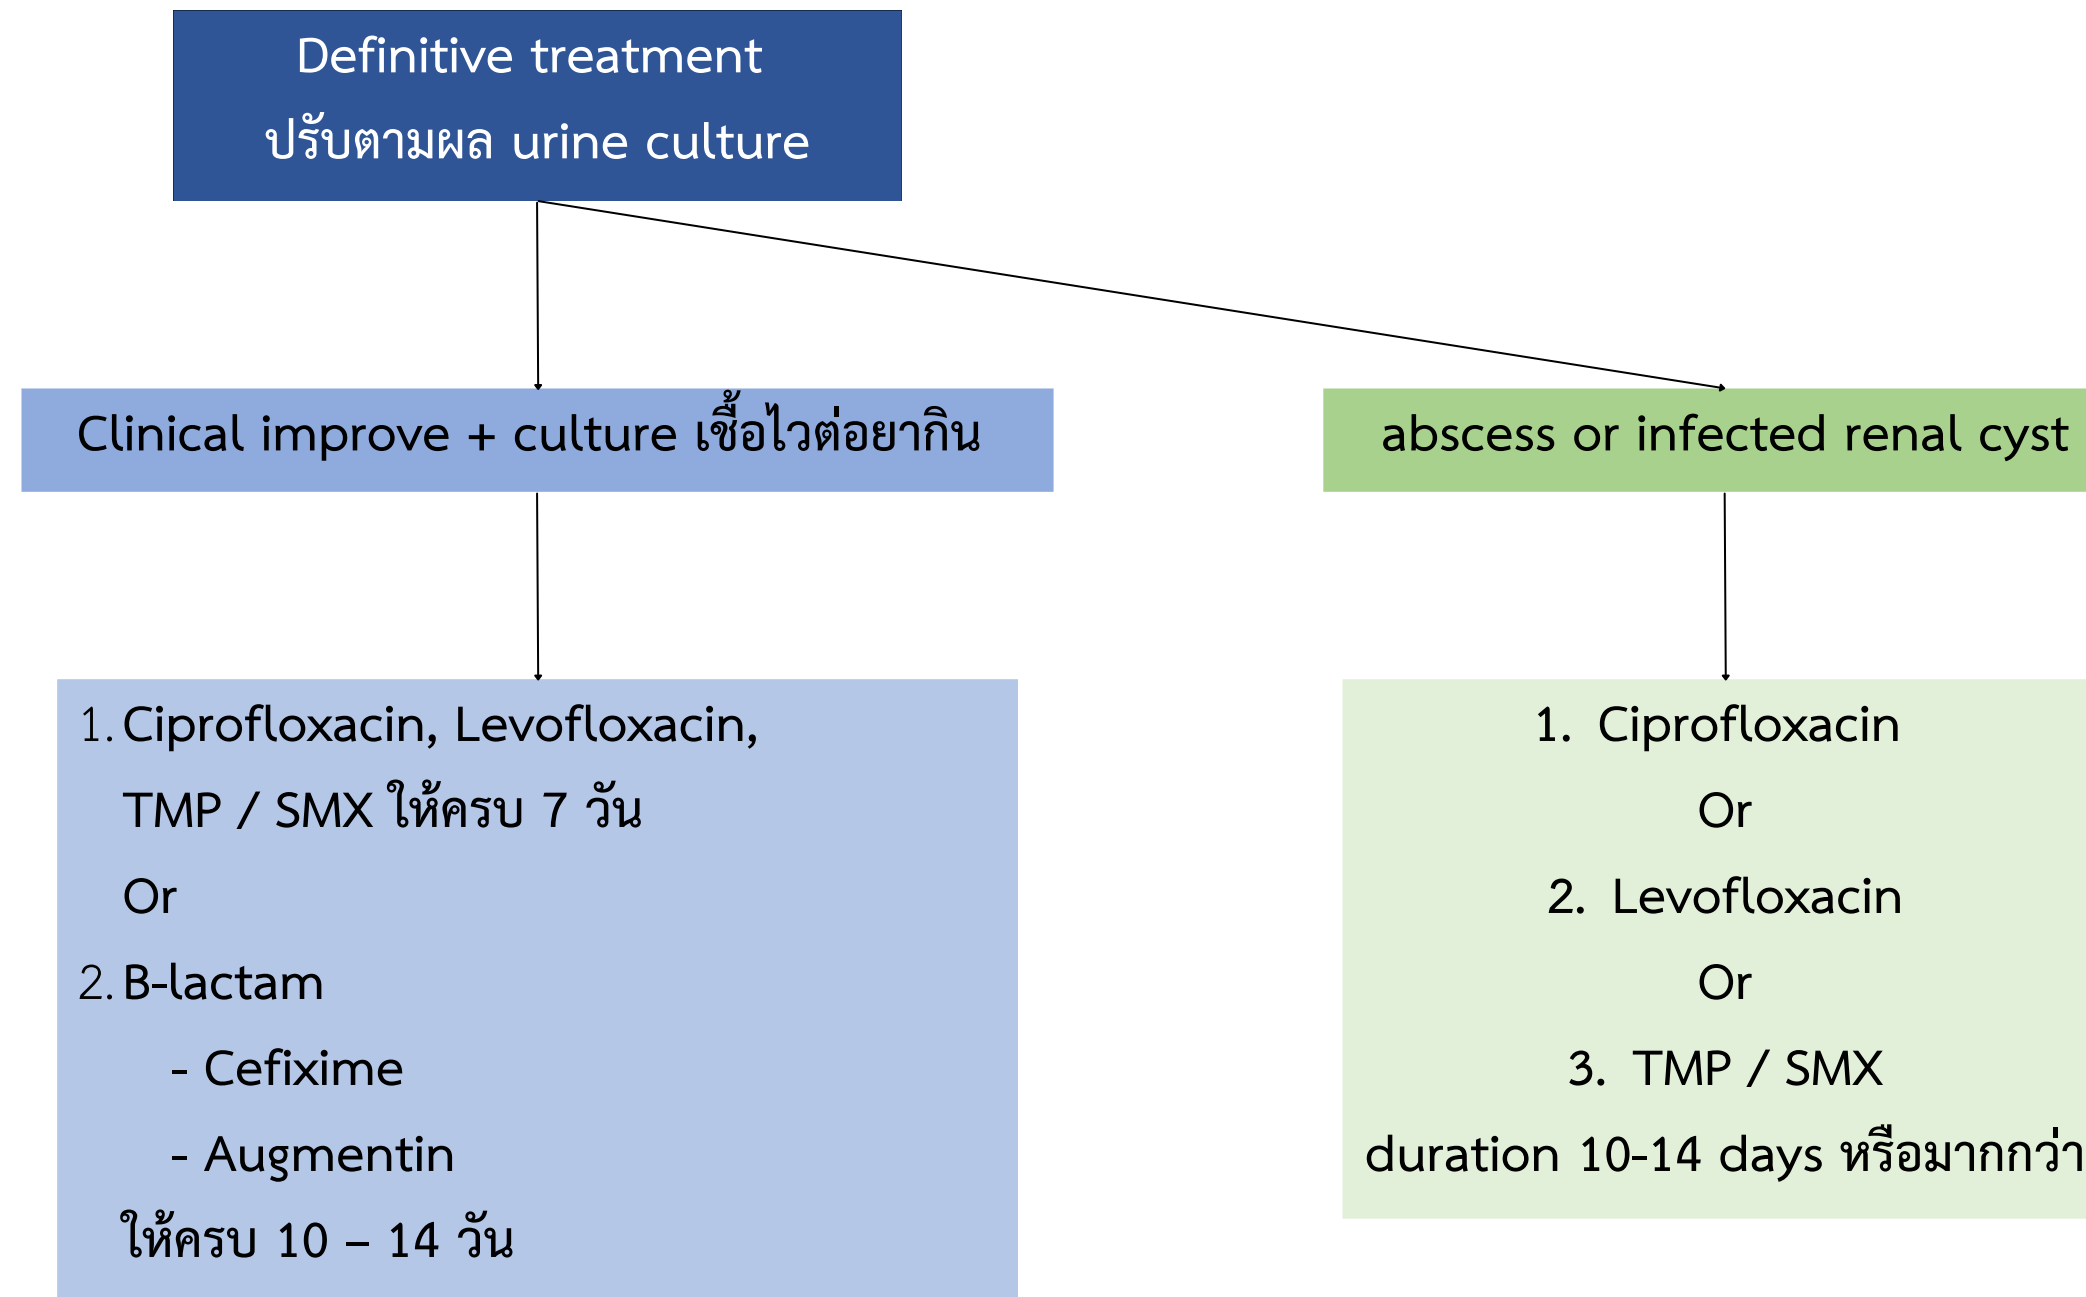 Definitive treatment
ปรับตามผล urine culture
Clinical improve + culture เชื้อไวต่อยากิน
abscess or infected renal cyst
1. Ciprofloxacin, Levofloxacin,
TMP / SMX ให้ครบ 7 วัน
Or
2. B-lactam
- Cefixime
- Augmentin
ให้ครบ 10 – 14 วัน
1. Ciprofloxacin
Or
2. Levofloxacin
Or
3. TMP / SMX
duration 10-14 days หรือมากกว่า